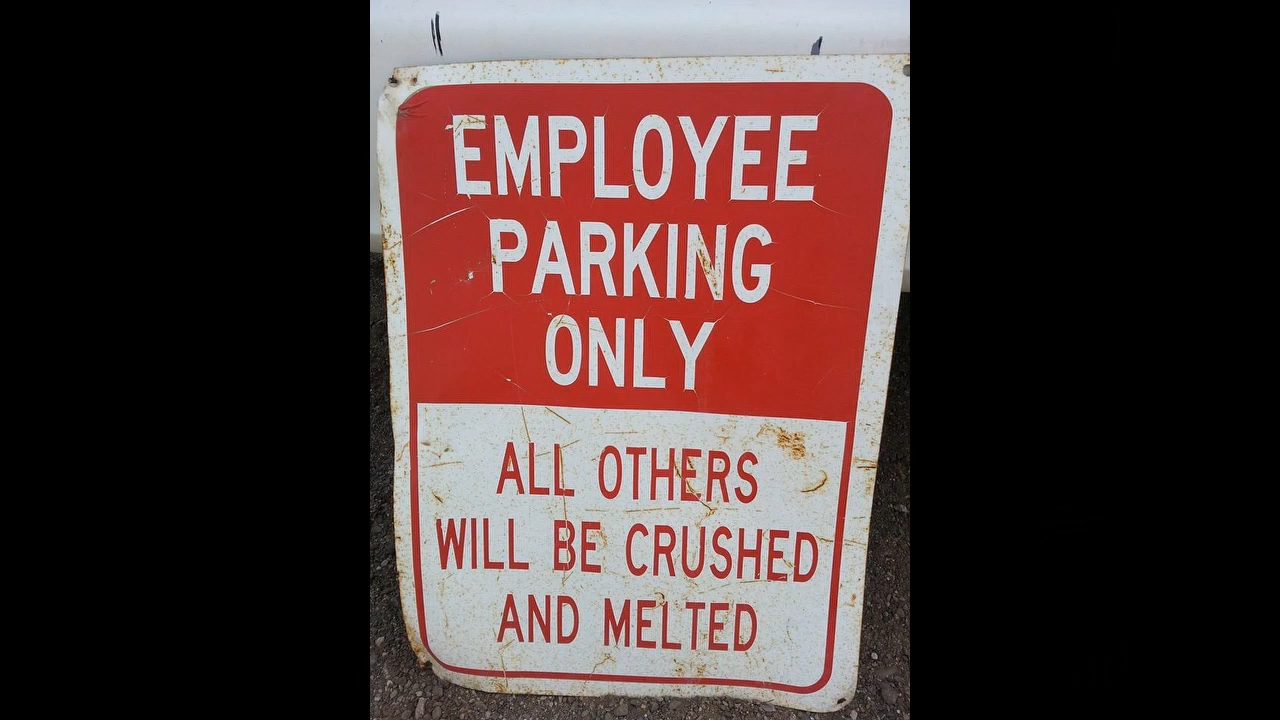 EMPLOYEE
PARKING
ONLY
ALL OTHERS
WILL BE CRUSHED
AND MELTED